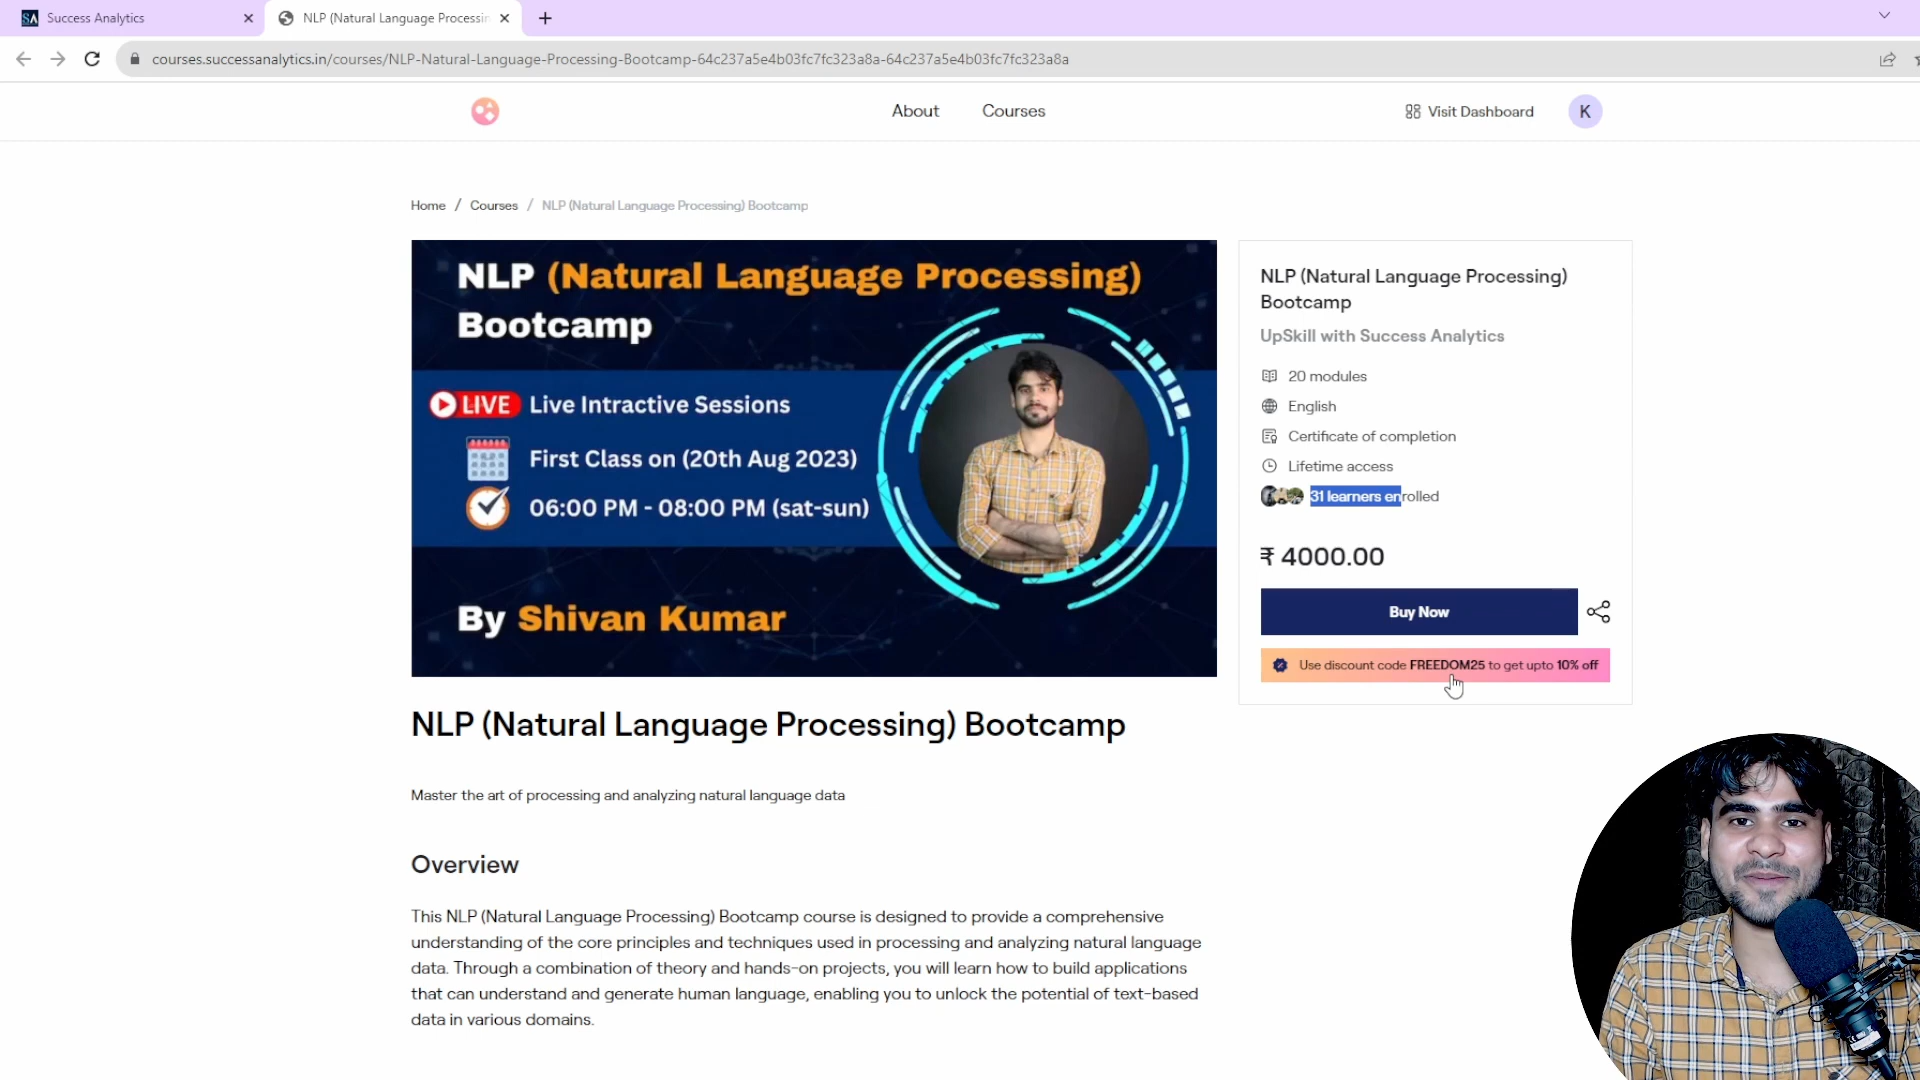 SA Success Analytics
NLP (Natural Language Processin
courses.successanalytics.in/courses/NLP-Natural-Language-Processing-Bootcamp-64c237a5e4b03fc7fc323a8a-64c237a5e4b03fc7fc323a8a
About
Courses
Visit Dashboard
K
Home / Courses / NLP (Natural Language Processing) Bootcamp
NLP (Natural Language Processing)
Bootcamp
LIVE Live Intractive Sessions
First Class on (20th Aug 2023)
06:00 PM - 08:00 PM (sat-sun)
By Shivan Kumar
NLP (Natural Language Processing)
Bootcamp
UpSkill with Success Analytics
20 modules
English
Certificate of completion
Lifetime access
31 learners enrolled
₹ 4000.00
Buy Now
Use discount code FREEDOM25 to get upto 10% off
NLP (Natural Language Processing) Bootcamp
Master the art of processing and analyzing natural language data
Overview
This NLP (Natural Language Processing) Bootcamp course is designed to provide a comprehensive
understanding of the core principles and techniques used in processing and analyzing natural language
data. Through a combination of theory and hands-on projects, you will learn how to build applications
that can understand and generate human language, enabling you to unlock the potential of text-based
data in various domains.